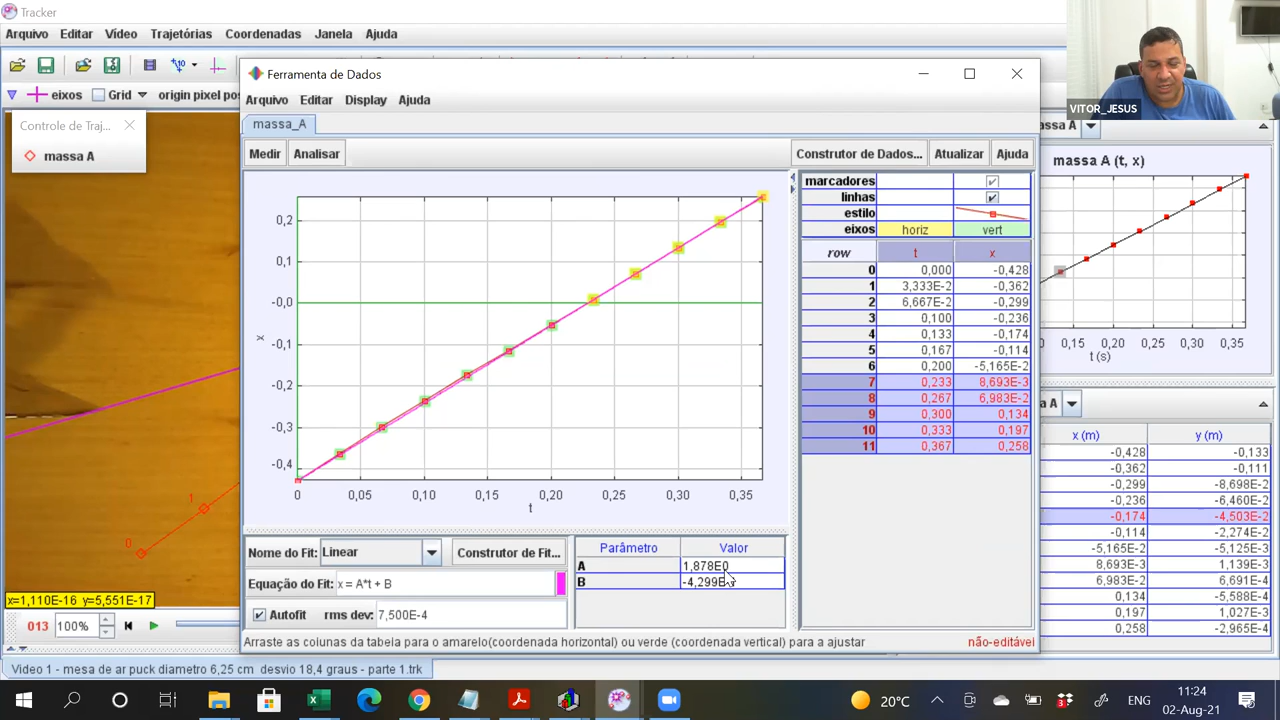 Tracker
Arquivo Editar Vídeo Trajetórias Coordenadas Janela Ajuda
eixos Grid origin pixel pos
Controle de Traj...
massa A
Ferramenta de Dados
Arquivo Editar Display Ajuda
massa_A
Medir Analisar Construtor de Dados... Atualizar Ajuda
VITOR_JESUS
massa A (t, x)
marcadores
linhas
estilo
eixos horiz vert
row t x
0 0,000 -0,428
1 3,333E-2 -0,362
2 6,667E-2 -0,299
3 0,100 -0,236
4 0,133 -0,174
5 0,167 -0,114
6 0,200 -5,165E-2
7 0,233 8,693E-3
8 0,267 6,983E-2
9 0,300 0,134
10 0,333 0,197
11 0,367 0,258
0,2
0,1
-0,0
-0,1
-0,2
-0,3
-0,4
x
0 0,05 0,10 0,15 0,20 0,25 0,30 0,35
t
0,15 0,20 0,25 0,30 0,35
t (s)
x (m) y (m)
-0,428 -0,133
-0,362 -0,111
-0,299 -8,698E-2
-0,236 -6,460E-2
-0,174 -4,503E-2
-0,114 -2,274E-2
-5,165E-2 -5,125E-3
8,693E-3 1,139E-3
6,983E-2 6,691E-4
0,134 -5,588E-4
0,197 1,027E-3
0,258 -2,965E-4
1
0
Nome do Fit: Linear Construtor de Fit...
Equação do Fit: x = A*t + B
Autofit rms dev: 7,500E-4
Parâmetro Valor
A 1,878E0
B -4,299E
Arraste as colunas da tabela para o amarelo(coordenada horizontal) ou verde (coordenada vertical) para a ajustar não-editável
x=1,110E-16 y=5,551E-17
013 100%
Video 1 - mesa de ar puck diametro 6,25 cm desvio 18,4 graus - parte 1.trk
20°C ENG 11:24
02-Aug-21